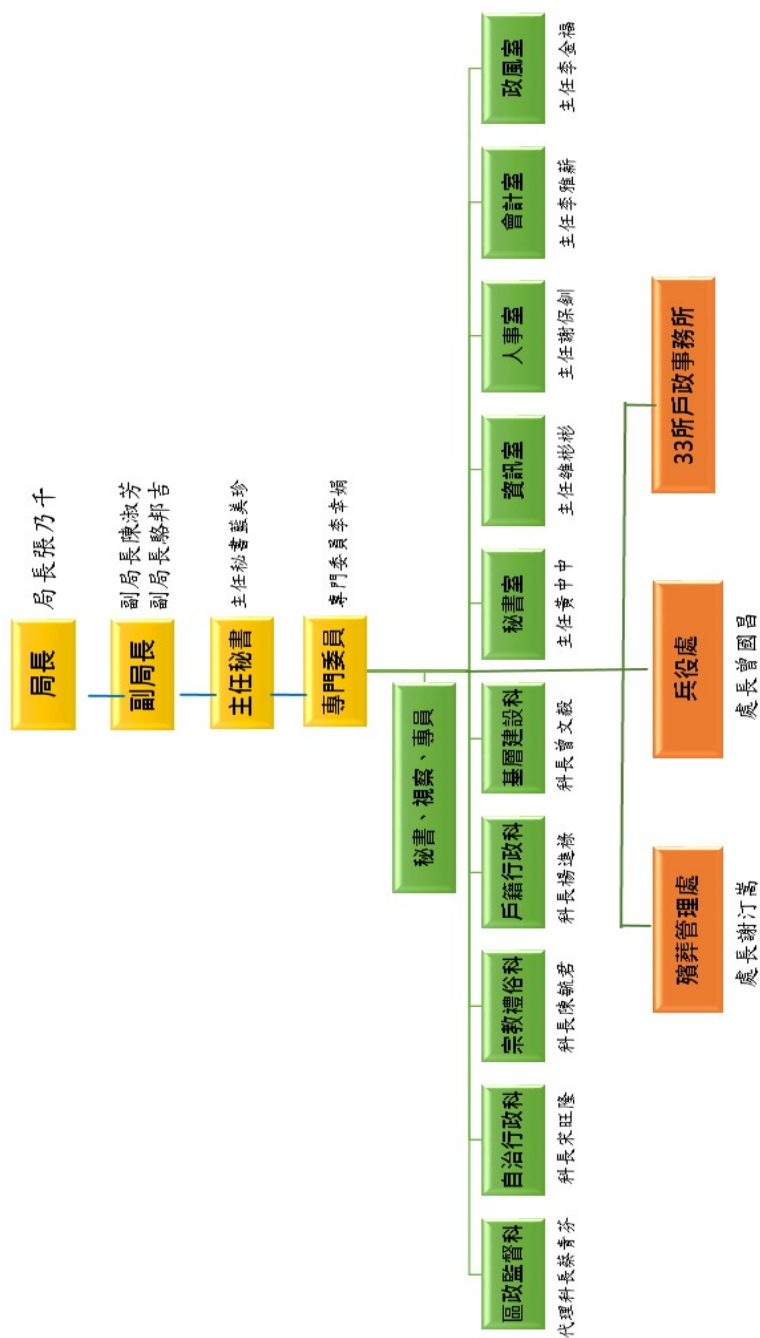 局長
局長張乃千
副局長
副局長陳淑芳
副局長駱邦吉
主任秘書
主任秘書藍美珍
專門委員
專門委員李幸娟
秘書、視察、專員
區政監督科
代理科長蔡青芬
自治行政科
科長宋旺隆
宗教禮俗科
科長陳毓君
戶籍行政科
科長楊進祿
基層建設科
科長曾文毅
秘書室
主任黃中中
資訊室
主任雒彬彬
人事室
主任謝保釧
會計室
主任李雅薪
政風室
主任李金福
殯葬管理處
處長謝汀嵩
兵役處
處長曾國昌
33所戶政事務所